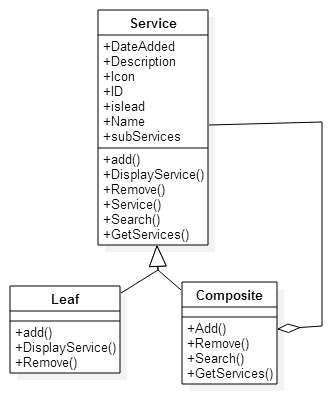 Service
+DateAdded
+Description
+Icon
+ID
+islead
+Name
+subServices
+add()
+DisplayService()
+Remove()
+Service()
+Search()
+GetServices()
Leaf
+add()
+DisplayService()
+Remove()
Composite
+Add()
+Remove()
+Search()
+GetServices()